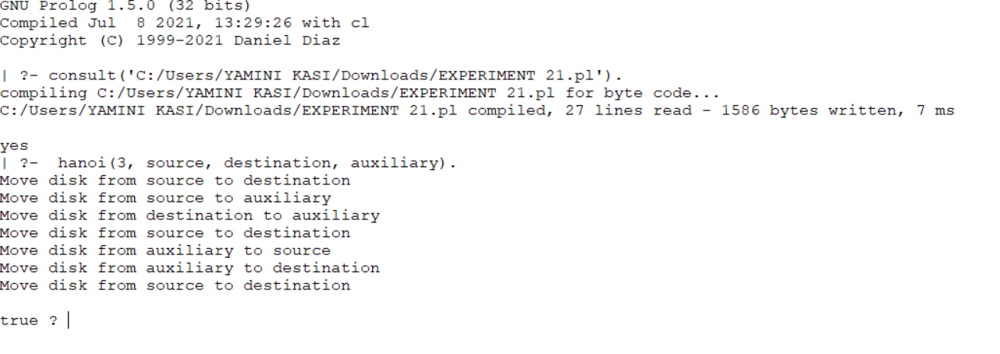 GNU Prolog 1.5.0 (32 bits)
Compiled Jul  8 2021, 13:29:26 with cl
Copyright (C) 1999-2021 Daniel Diaz
| ?- consult('C:/Users/YAMINI KASI/Downloads/EXPERIMENT 21.pl').
compiling C:/Users/YAMINI KASI/Downloads/EXPERIMENT 21.pl for byte code...
C:/Users/YAMINI KASI/Downloads/EXPERIMENT 21.pl compiled, 27 lines read - 1586 bytes written, 7 ms
yes
| ?-  hanoi(3, source, destination, auxiliary).
Move disk from source to destination
Move disk from source to auxiliary
Move disk from destination to auxiliary
Move disk from source to destination
Move disk from auxiliary to source
Move disk from auxiliary to destination
Move disk from source to destination
true ?